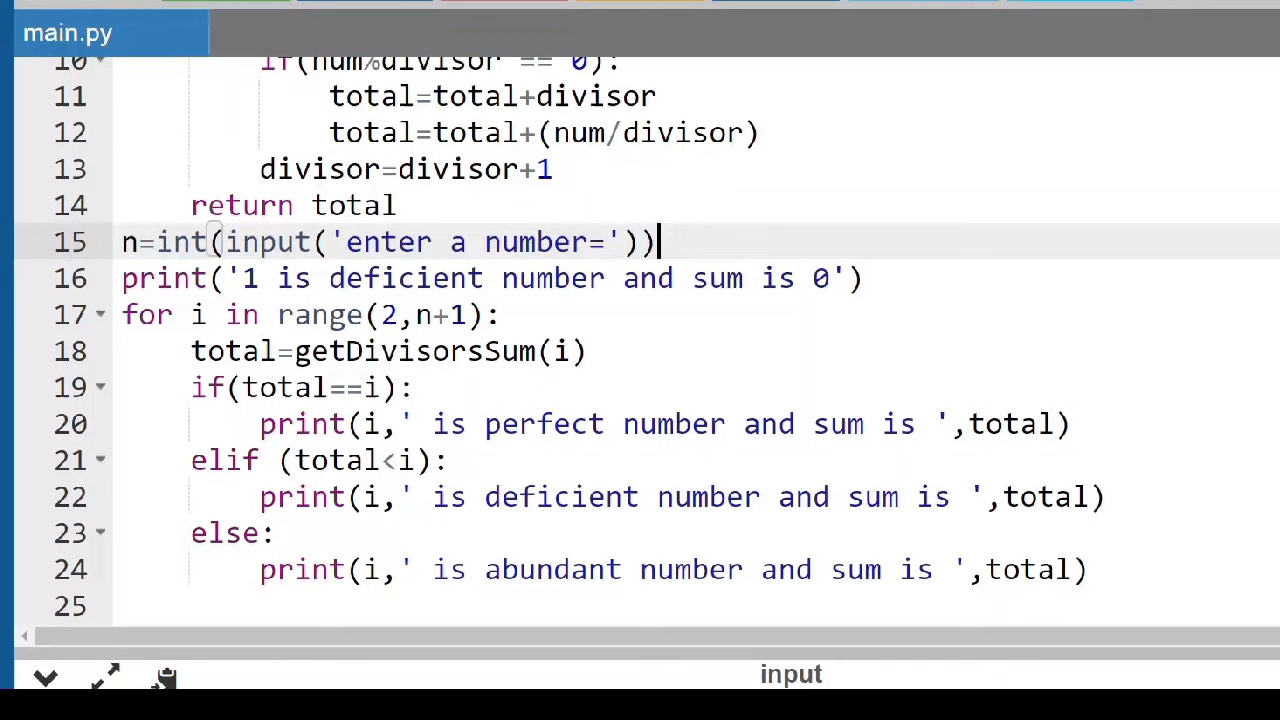 main.py
10 if(num%divisor == 0):
11 total=total+divisor
12 total=total+(num/divisor)
13 divisor=divisor+1
14 return total
15 n=int(input('enter a number='))
16 print('1 is deficient number and sum is 0')
17 for i in range(2,n+1):
18 total=getDivisorsSum(i)
19 if(total==i):
20 print(i,' is perfect number and sum is ',total)
21 elif (total<i):
22 print(i,' is deficient number and sum is ',total)
23 else:
24 print(i,' is abundant number and sum is ',total)
25
input